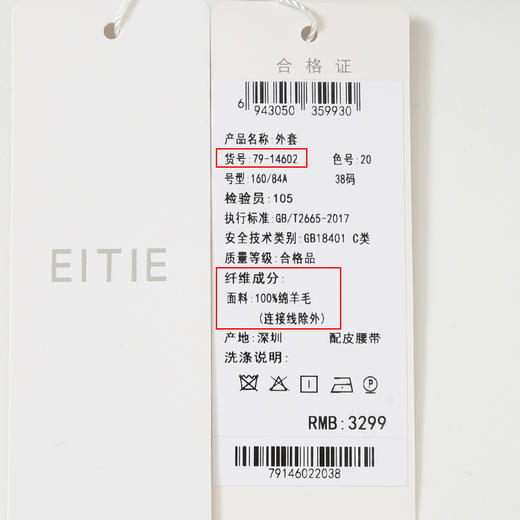 EITIE
合格证
6 943050 359930
产品名称:外套
货号:79-14602 色号:20
号型:160/84A 38码
检验员:105
执行标准:GB/T2665-2017
安全技术类别:GB18401 C类
质量等级:合格品
纤维成分:
面料:100%绵羊毛
(连接线除外)
产地:深圳 配皮腰带
洗涤说明:
P
RMB:3299
79146022038